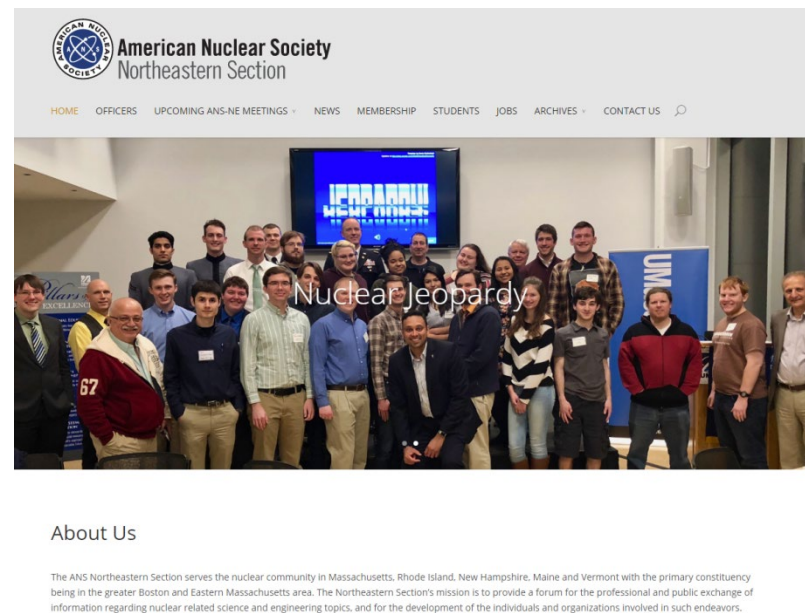 AMERICAN NUCLEAR SOCIETY
ANS
American Nuclear Society
Northeastern Section
HOME OFFICERS UPCOMING ANS-NE MEETINGS NEWS MEMBERSHIP STUDENTS JOBS ARCHIVES CONTACT US
JEOPARDY!
Pillars
EXCELLENCE
Nuclear Jeopardy
67
About Us
The ANS Northeastern Section serves the nuclear community in Massachusetts, Rhode Island, New Hampshire, Maine and Vermont with the primary constituency
being in the greater Boston and Eastern Massachusetts area. The Northeastern Section's mission is to provide a forum for the professional and public exchange of
information regarding nuclear related science and engineering topics, and for the development of the individuals and organizations involved in such endeavors.